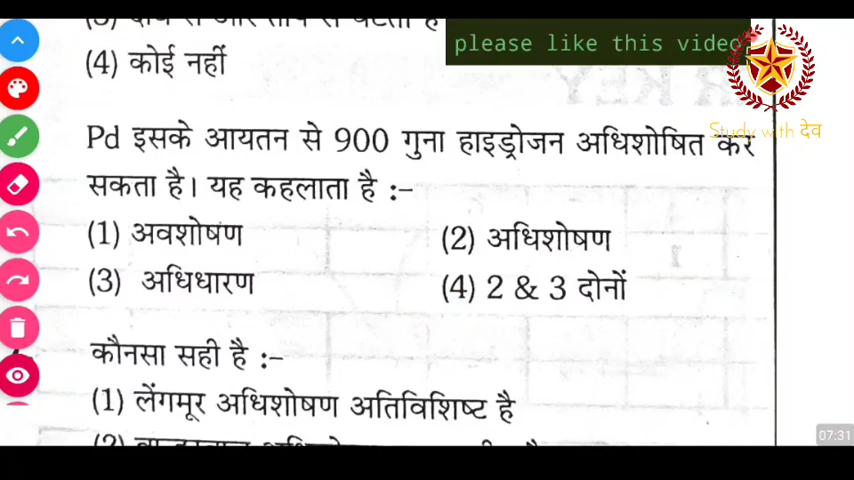 (4) कोई नहीं
please like this video
Study with देव
Pd इसके आयतन से 900 गुना हाइड्रोजन अधिशोषित कर
सकता है। यह कहलाता है :-
(1) अवशोषण
(2) अधिशोषण
(3) अधिधारण
(4) 2 & 3 दोनों
कौनसा सही है :-
(1) लेंगमूर अधिशोषण अतिविशिष्ट है
07:31